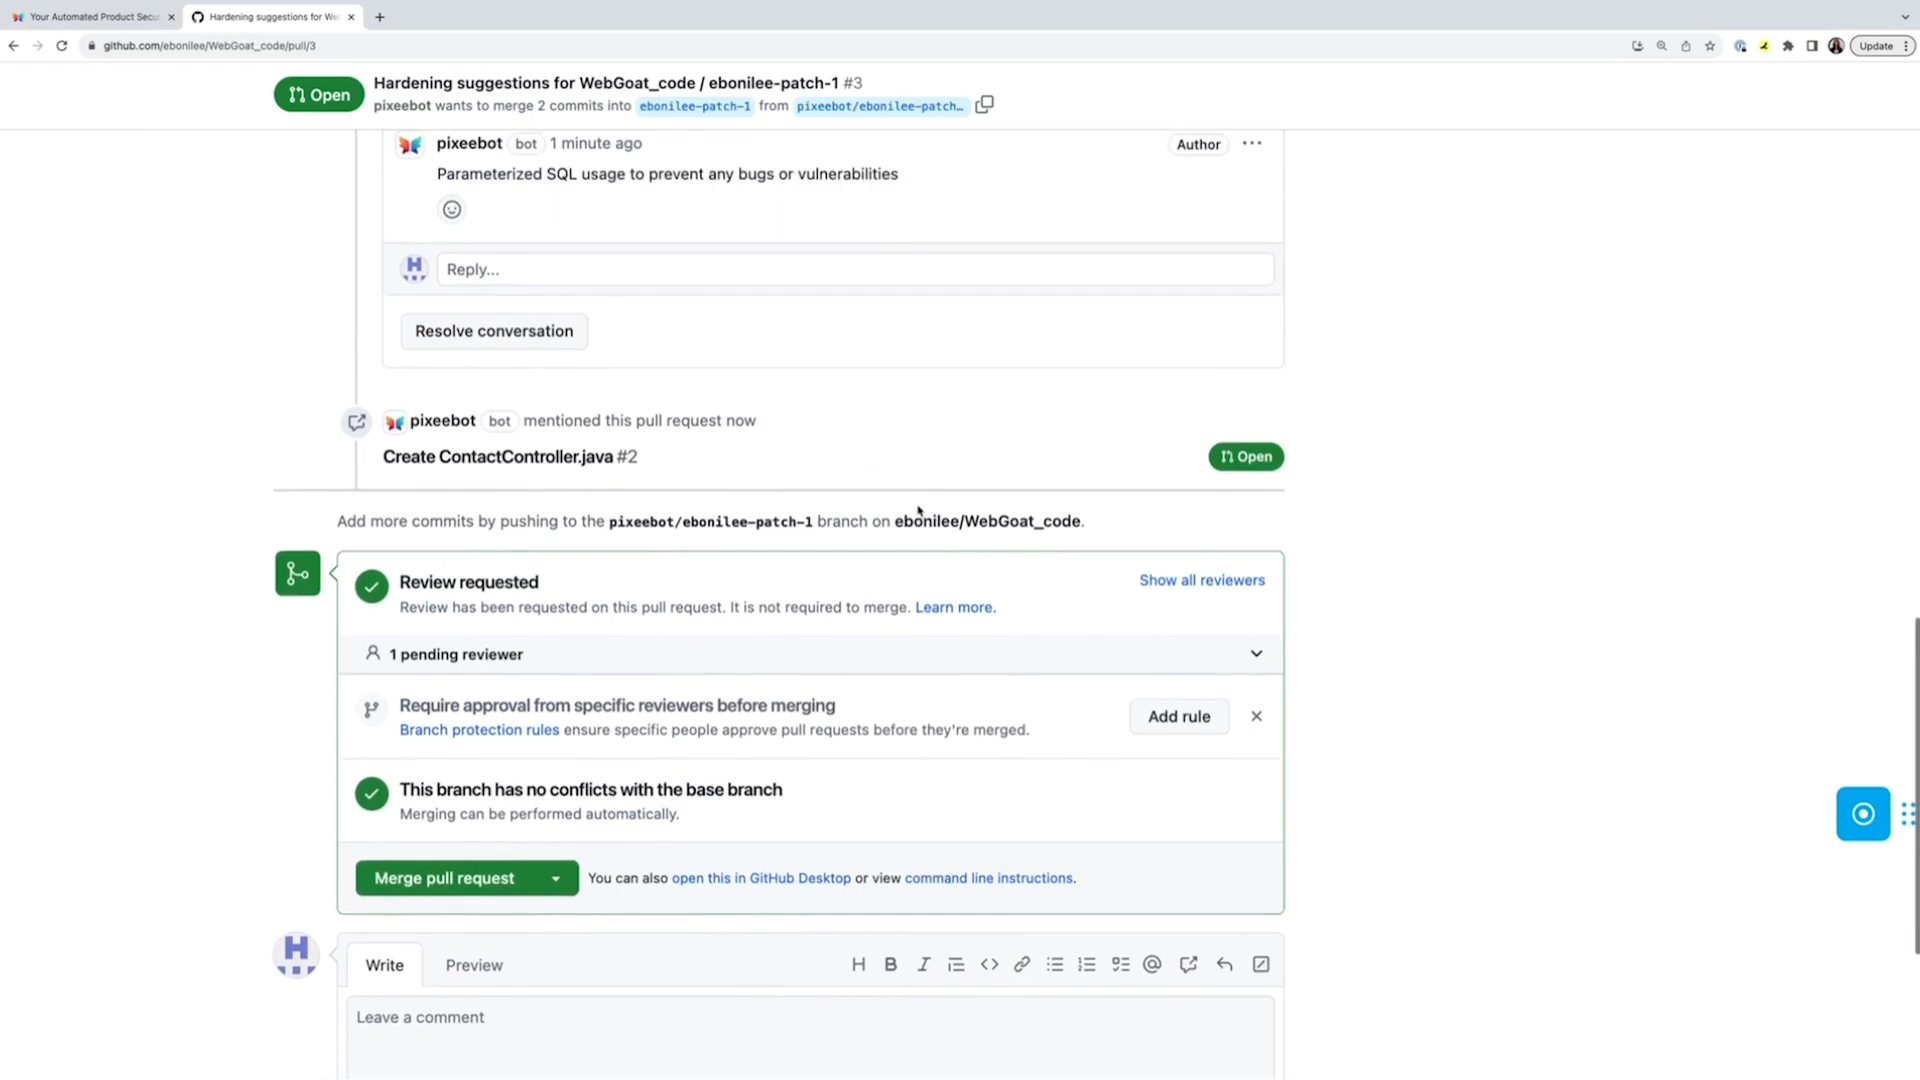 Your Automated Product Secu
Hardening suggestions for We
github.com/ebonilee/WebGoat_code/pull/3
Update
Open
Hardening suggestions for WebGoat_code / ebonilee-patch-1 #3
pixeebot wants to merge 2 commits into ebonilee-patch-1 from pixeebot/ebonilee-patch…
pixeebot bot 1 minute ago
Author
Parameterized SQL usage to prevent any bugs or vulnerabilities
Reply...
Resolve conversation
pixeebot bot mentioned this pull request now
Create ContactController.java #2
Open
Add more commits by pushing to the pixeebot/ebonilee-patch-1 branch on ebonilee/WebGoat_code.
Review requested
Show all reviewers
Review has been requested on this pull request. It is not required to merge. Learn more.
1 pending reviewer
Require approval from specific reviewers before merging
Branch protection rules ensure specific people approve pull requests before they're merged.
Add rule
This branch has no conflicts with the base branch
Merging can be performed automatically.
Merge pull request
You can also open this in GitHub Desktop or view command line instructions.
Write
Preview
Leave a comment